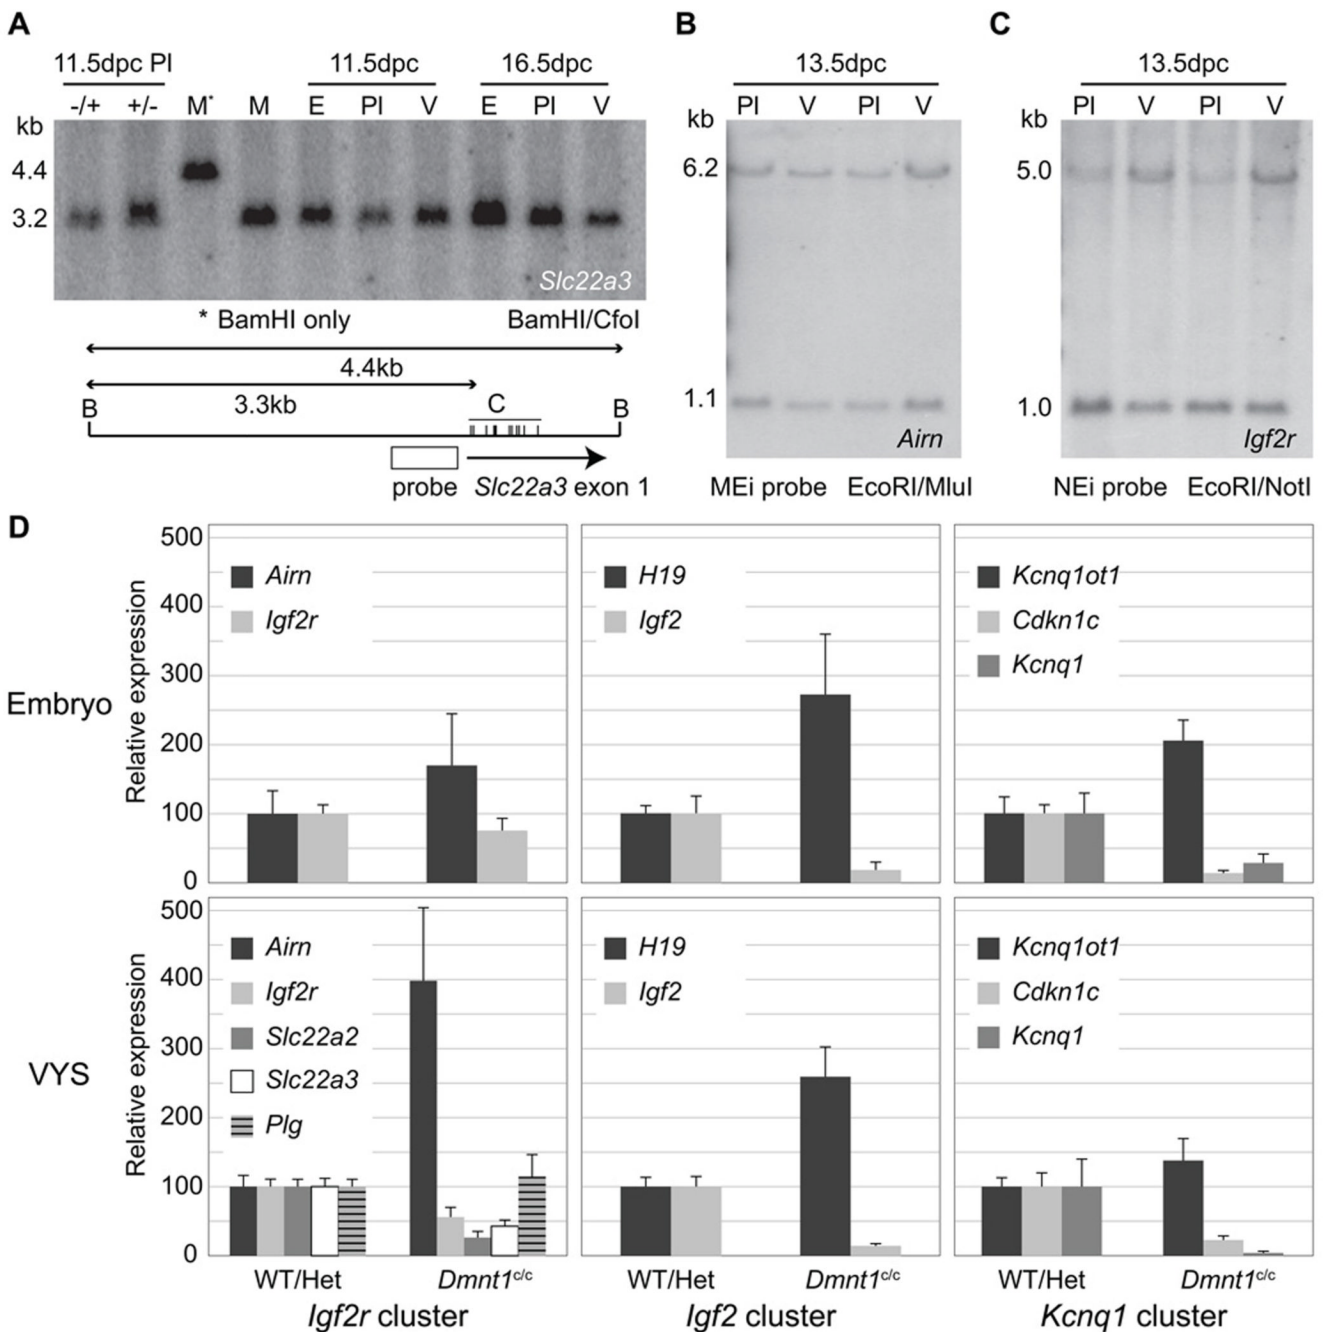 A
11.5dpc Pl 11.5dpc 16.5dpc
-/+ +/- M* M E Pl V E Pl V
kb
4.4
3.2
Slc22a3
* BamHI only BamHI/CfoI
4.4kb
3.3kb
B C B
probe Slc22a3 exon 1
B
13.5dpc
Pl V Pl V
kb
6.2
1.1
Airn
MEi probe EcoRI/MluI
C
13.5dpc
Pl V Pl V
kb
5.0
1.0
Igf2r
NEi probe EcoRI/NotI
D
Embryo
Relative expression
500
400
300
200
100
0
Airn
Igf2r
H19
Igf2
Kcnq1ot1
Cdkn1c
Kcnq1
VYS
Relative expression
500
400
300
200
100
0
Airn
Igf2r
Slc22a2
Slc22a3
Plg
H19
Igf2
Kcnq1ot1
Cdkn1c
Kcnq1
WT/Het Dmnt1c/c WT/Het Dmnt1c/c WT/Het Dmnt1c/c
Igf2r cluster Igf2 cluster Kcnq1 cluster